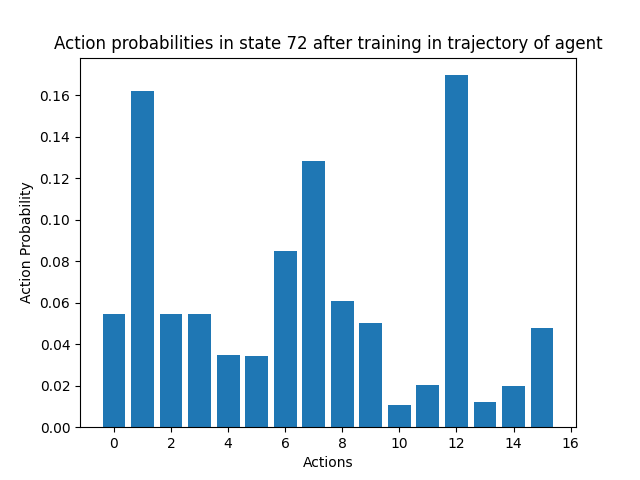 Action probabilities in state 72 after training in trajectory of agent
0.16
0.14
0.12
0.10
0.08
0.06
0.04
0.02
0.00
Action Probability
0 2 4 6 8 10 12 14 16
Actions